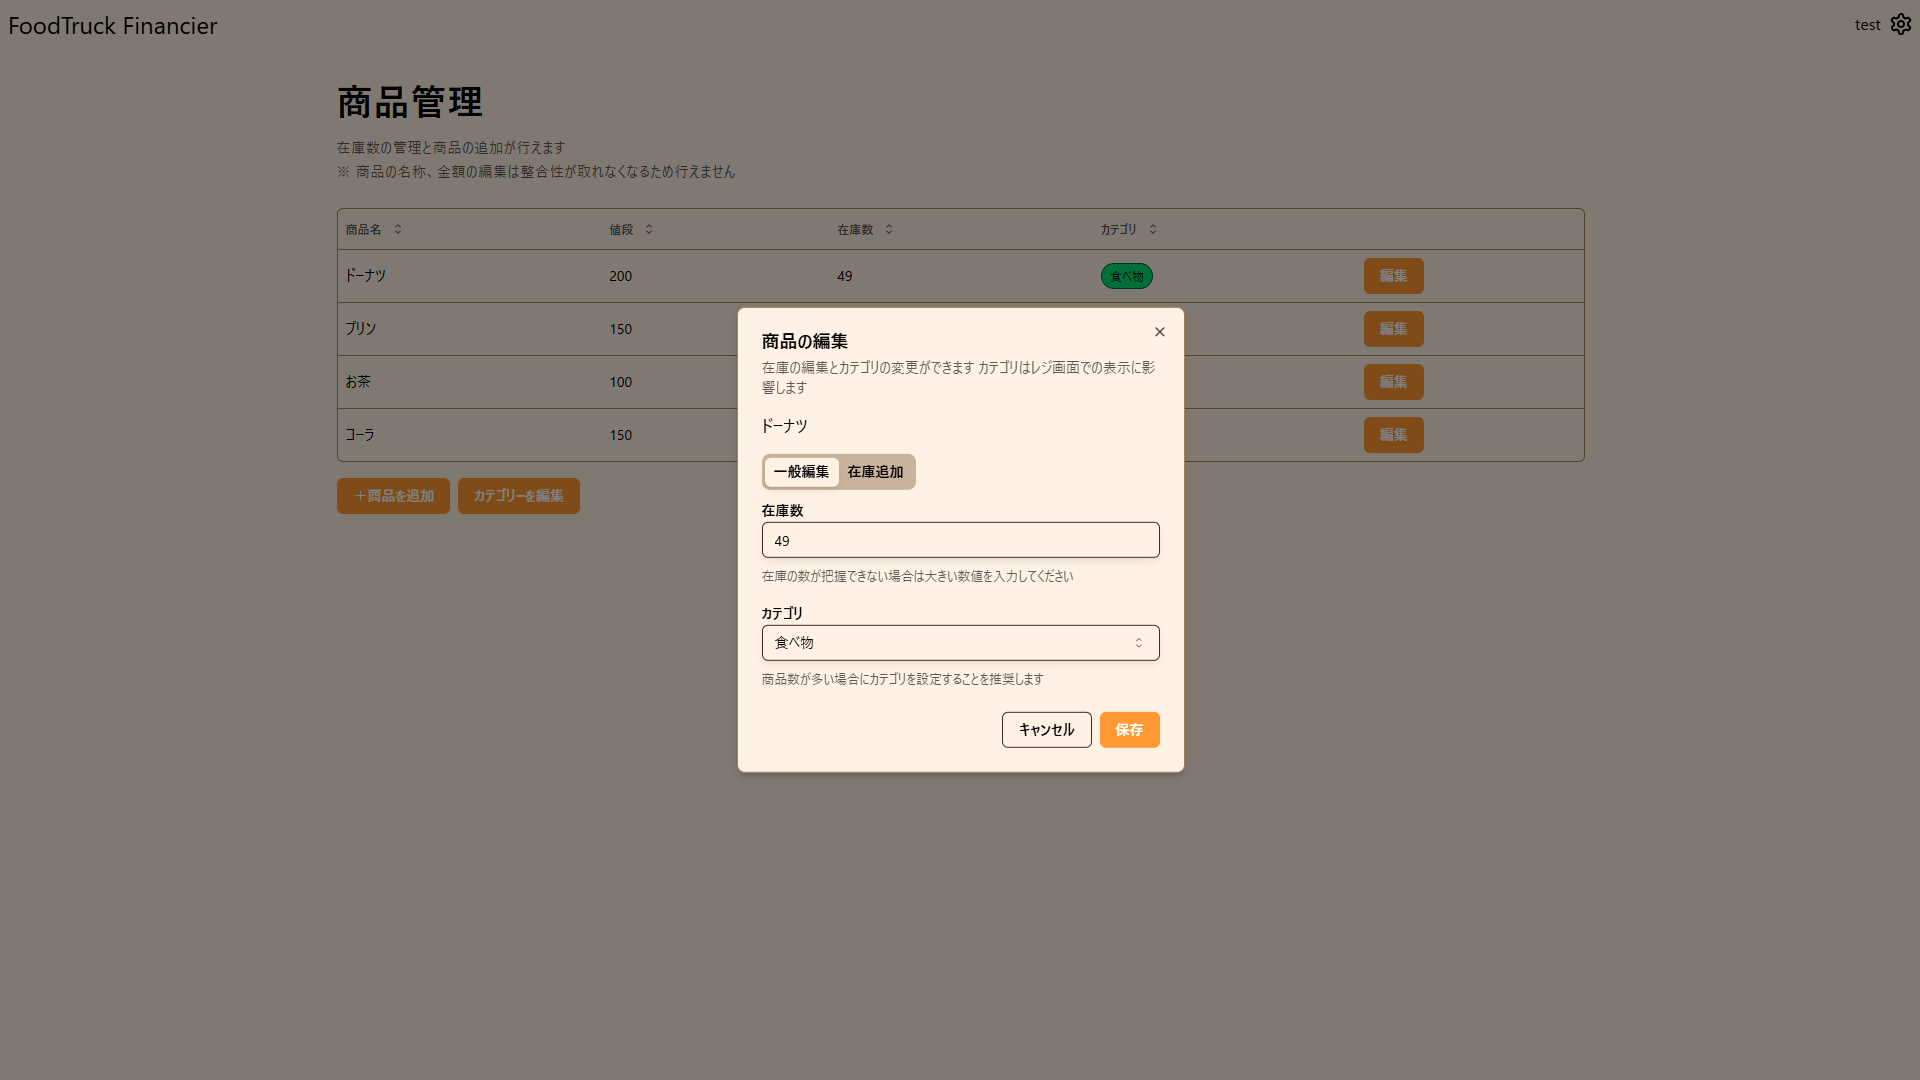 FoodTruck Financier
test
商品管理
在庫数の管理と商品の追加が行えます
※ 商品の名称、金額の編集は整合性が取れなくなるため行えません
商品名 値段 在庫数 カテゴリ
ドーナツ 200 49 食べ物 編集
プリン 150 編集
お茶 100 編集
コーラ 150 編集
＋商品を追加 カテゴリーを編集
商品の編集
在庫の編集とカテゴリの変更ができます カテゴリはレジ画面での表示に影
響します
ドーナツ
一般編集 在庫追加
在庫数
49
在庫の数が把握できない場合は大きい数値を入力してください
カテゴリ
食べ物
商品数が多い場合にカテゴリを設定することを推奨します
キャンセル 保存